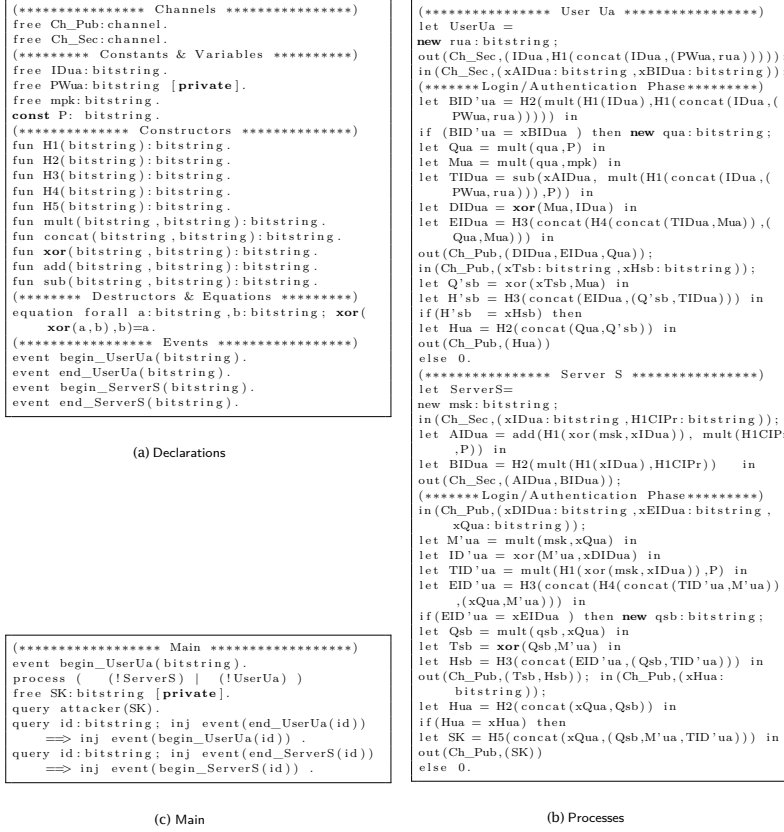 (**************** Channels ****************)
free Ch_Pub:channel.
free Ch_Sec:channel.
(********* Constants & Variables **********)
free IDua:bitstring.
free PWua:bitstring [private].
free mpk:bitstring.
const P: bitstring.
(************** Constructors **************)
fun H1(bitstring):bitstring.
fun H2(bitstring):bitstring.
fun H3(bitstring):bitstring.
fun H4(bitstring):bitstring.
fun H5(bitstring):bitstring.
fun mult(bitstring,bitstring):bitstring.
fun concat(bitstring,bitstring):bitstring.
fun xor(bitstring,bitstring):bitstring.
fun add(bitstring,bitstring):bitstring.
fun sub(bitstring,bitstring):bitstring.
(******** Destructors & Equations *********)
equation forall a:bitstring,b:bitstring; xor(
xor(a,b),b)=a.
(***************** Events *****************)
event begin_UserUa(bitstring).
event end_UserUa(bitstring).
event begin_ServerS(bitstring).
event end_ServerS(bitstring).
(a) Declarations
(****************** Main ******************)
event begin_UserUa(bitstring).
process ( (!ServerS) | (!UserUa) )
free SK:bitstring [private].
query attacker(SK).
query id:bitstring; inj event(end_UserUa(id))
==> inj event(begin_UserUa(id)) .
query id:bitstring; inj event(end_ServerS(id))
==> inj event(begin_ServerS(id)) .
(c) Main
(**************** User Ua *****************)
let UserUa =
new rua:bitstring;
out(Ch_Sec,(IDua,H1(concat(IDua,(PWua,rua)))));
in(Ch_Sec,(xAIDua:bitstring,xBIDua:bitstring));
(*******Login/Authentication Phase*********)
let BID'ua = H2(mult(H1(IDua),H1(concat(IDua,(
PWua,rua))))) in
if (BID'ua = xBIDua ) then new qua:bitstring;
let Qua = mult(qua,P) in
let Mua = mult(qua,mpk) in
let TIDua = sub(xAIDua, mult(H1(concat(IDua,(
PWua,rua))),P)) in
let DIDua = xor(Mua,IDua) in
let EIDua = H3(concat(H4(concat(TIDua,Mua)),(
Qua,Mua))) in
out(Ch_Pub,(DIDua,EIDua,Qua));
in(Ch_Pub,(xTsb:bitstring,xHsb:bitstring));
let Q'sb = xor(xTsb,Mua) in
let H'sb = H3(concat(EIDua,(Q'sb,TIDua))) in
if(H'sb = xHsb) then
let Hua = H2(concat(Qua,Q'sb)) in
out(Ch_Pub,(Hua))
else 0.
(**************** Server S ****************)
let ServerS=
new msk:bitstring;
in(Ch_Sec,(xIDua:bitstring,H1CIPr:bitstring));
let AIDua = add(H1(xor(msk,xIDua)), mult(H1CIPr
,P)) in
let BIDua = H2(mult(H1(xIDua),H1CIPr)) in
out(Ch_Sec,(AIDua,BIDua));
(*******Login/Authentication Phase*********)
in(Ch_Pub,(xDIDua:bitstring,xEIDua:bitstring,
xQua:bitstring));
let M'ua = mult(msk,xQua) in
let ID'ua = xor(M'ua,xDIDua) in
let TID'ua = mult(H1(xor(msk,xIDua)),P) in
let EID'ua = H3(concat(H4(concat(TID'ua,M'ua))
,(xQua,M'ua))) in
if(EID'ua = xEIDua ) then new qsb:bitstring;
let Qsb = mult(qsb,xQua) in
let Tsb = xor(Qsb,M'ua) in
let Hsb = H3(concat(EID'ua,(Qsb,TID'ua))) in
out(Ch_Pub,(Tsb,Hsb)); in(Ch_Pub,(xHua:
bitstring));
let Hua = H2(concat(xQua,Qsb)) in
if(Hua = xHua) then
let SK = H5(concat(xQua,(Qsb,M'ua,TID'ua))) in
out(Ch_Pub,(SK))
else 0.
(b) Processes